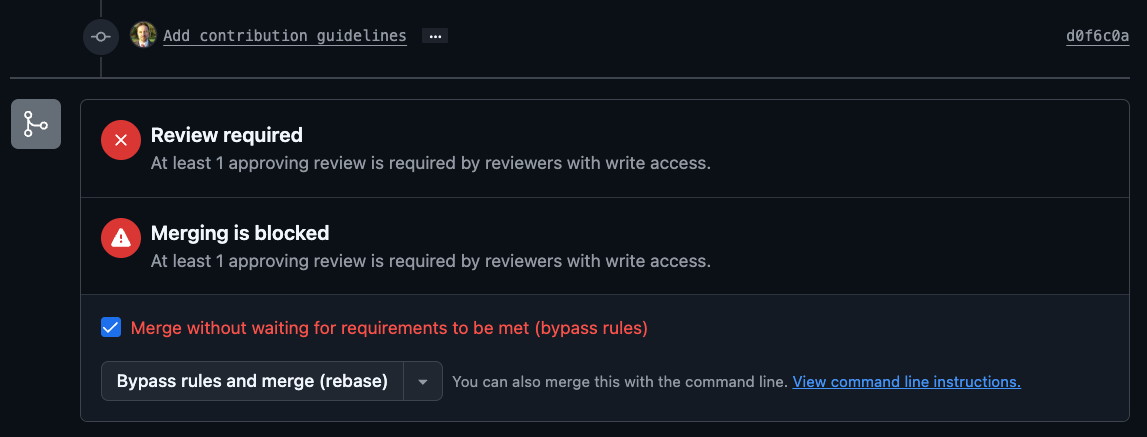 Add contribution guidelines ... d0f6c0a
Review required
At least 1 approving review is required by reviewers with write access.
Merging is blocked
At least 1 approving review is required by reviewers with write access.
Merge without waiting for requirements to be met (bypass rules)
Bypass rules and merge (rebase) You can also merge this with the command line. View command line instructions.